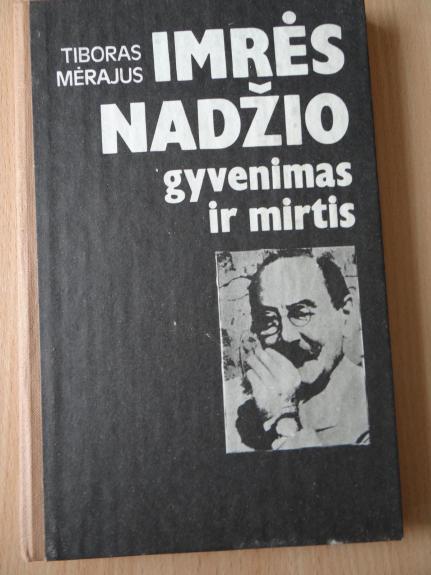 TIBORAS
MĖRAJUS
IMRĖS
NADŽIO
gyvenimas
ir mirtis